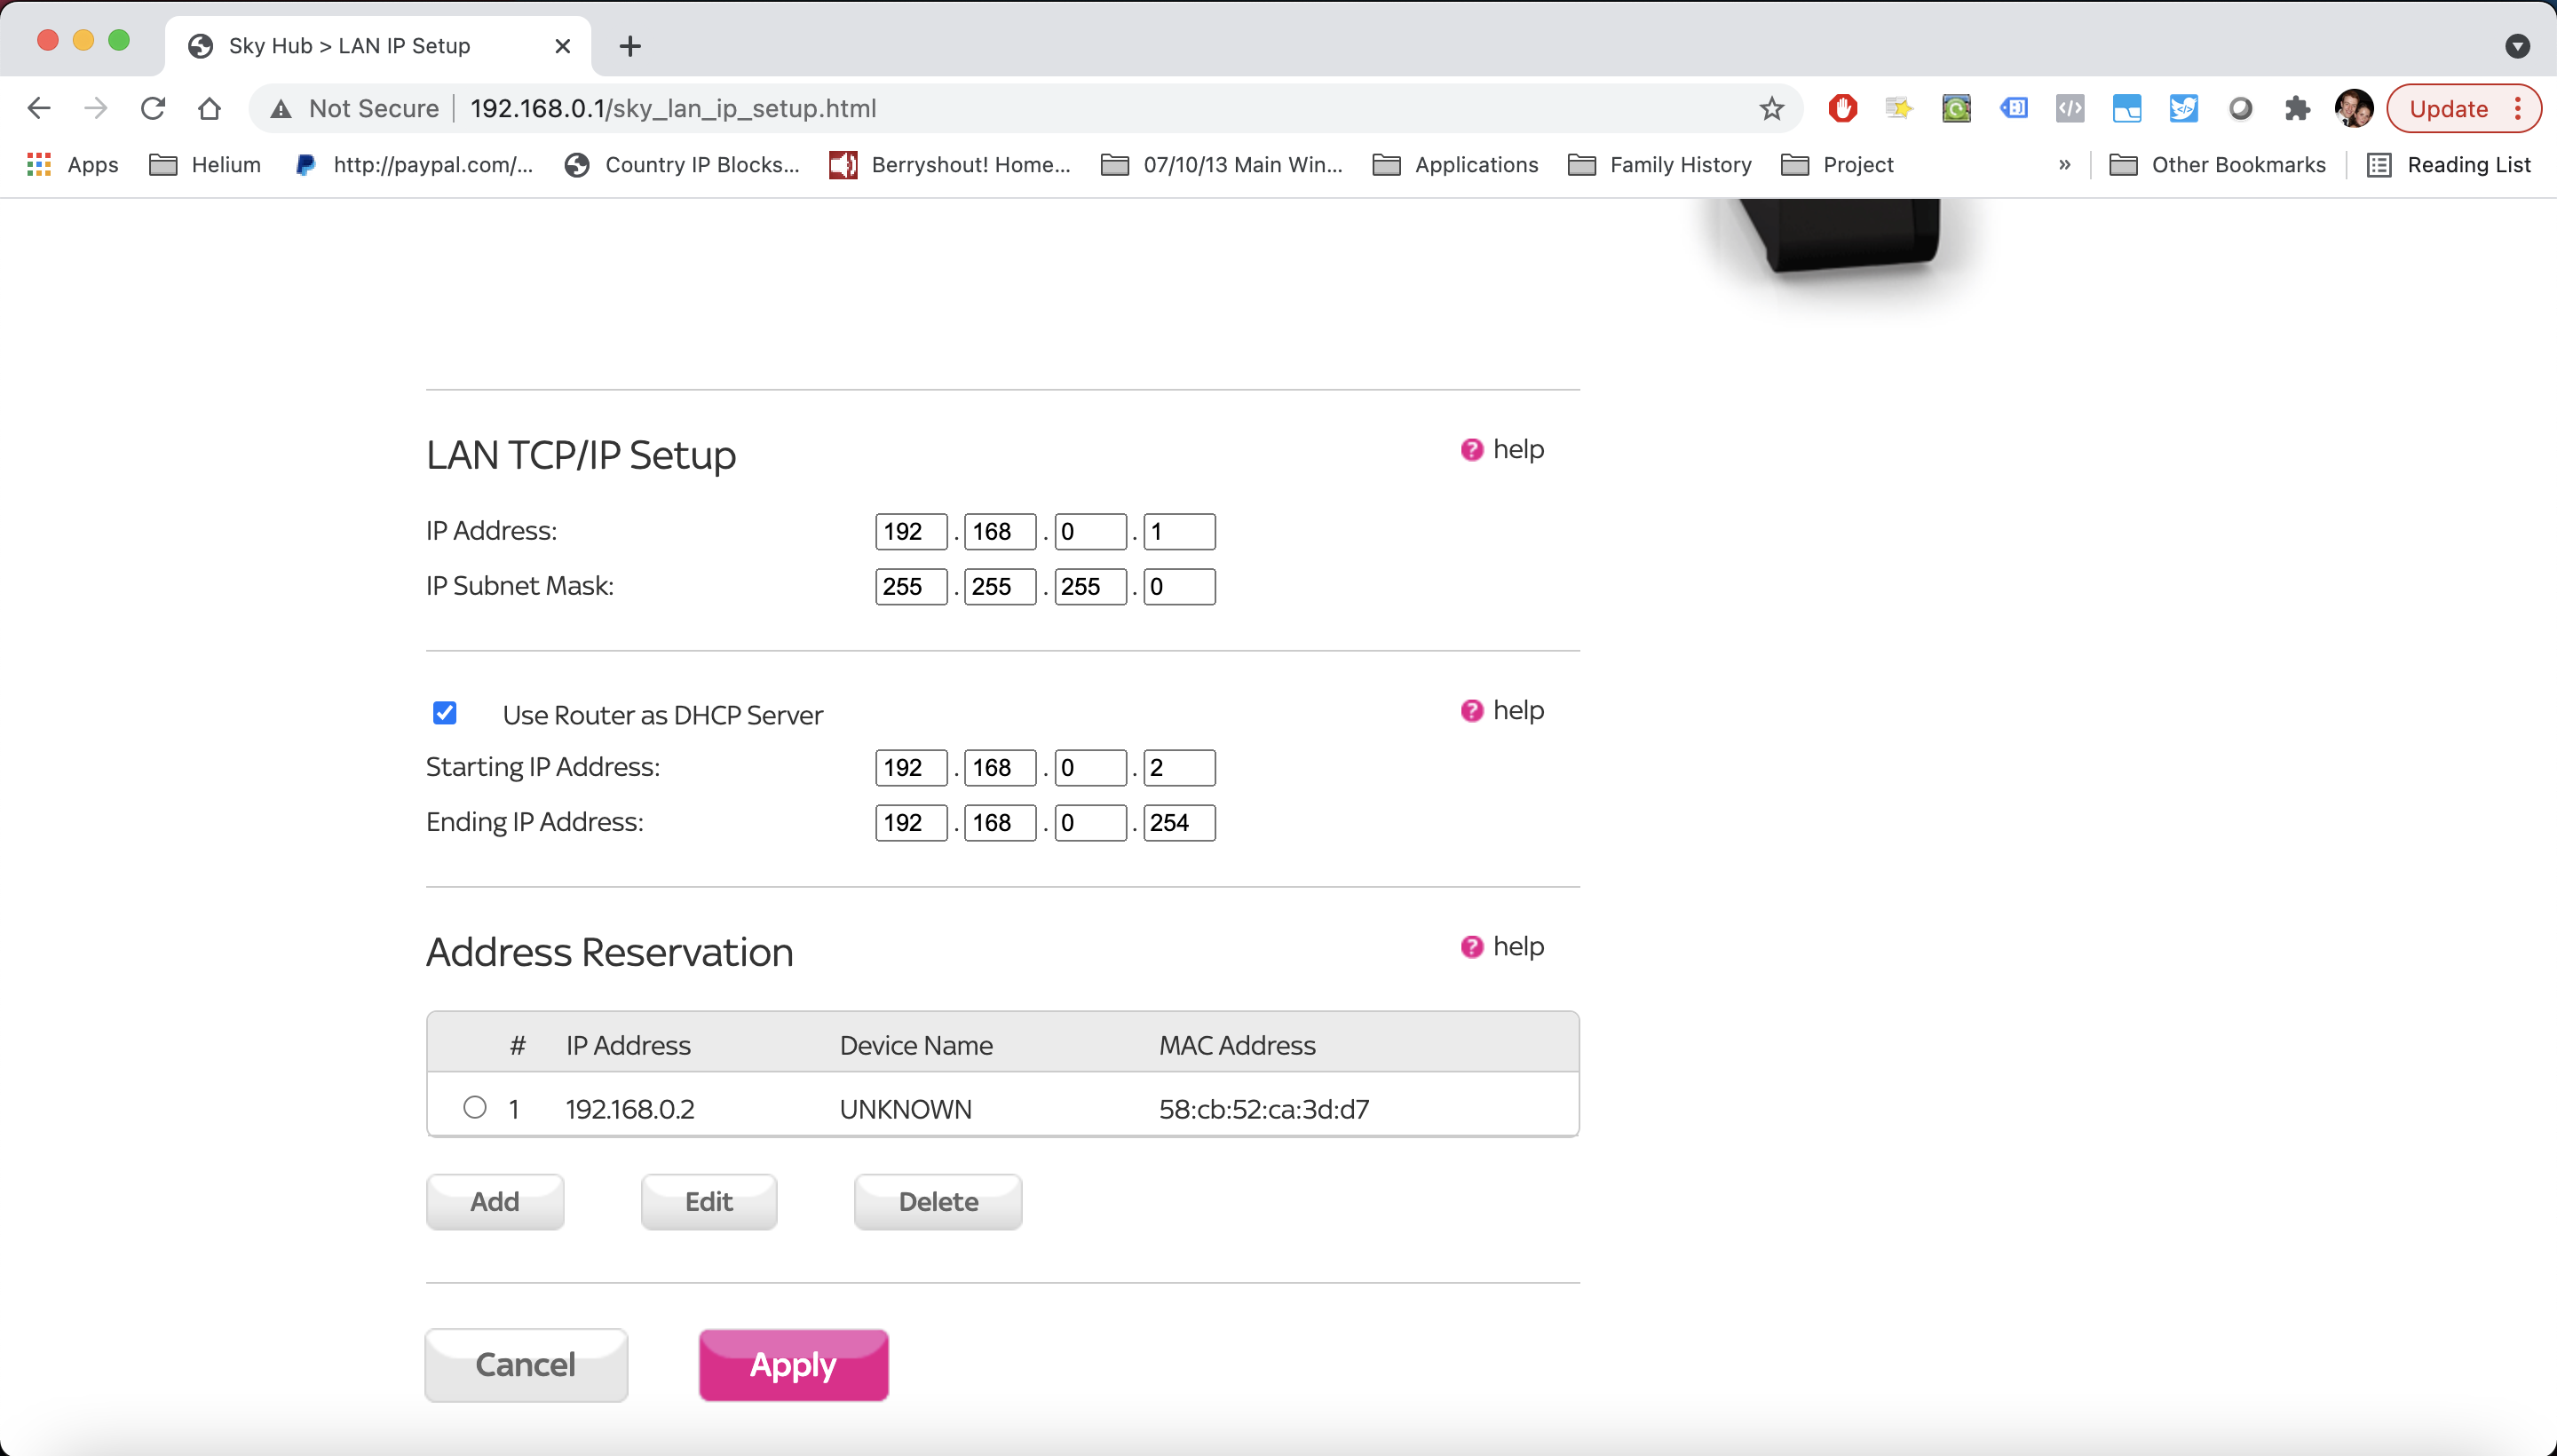 Sky Hub > LAN IP Setup
Not Secure 192.168.0.1/sky_lan_ip_setup.html Update
Apps Helium http://paypal.com/... Country IP Blocks... Berryshout! Home... 07/10/13 Main Win... Applications Family History Project » Other Bookmarks Reading List
LAN TCP/IP Setup ? help
IP Address: 192 . 168 . 0 . 1
IP Subnet Mask: 255 . 255 . 255 . 0
Use Router as DHCP Server ? help
Starting IP Address: 192 . 168 . 0 . 2
Ending IP Address: 192 . 168 . 0 . 254
Address Reservation ? help
# IP Address Device Name MAC Address
1 192.168.0.2 UNKNOWN 58:cb:52:ca:3d:d7
Add Edit Delete
Cancel Apply